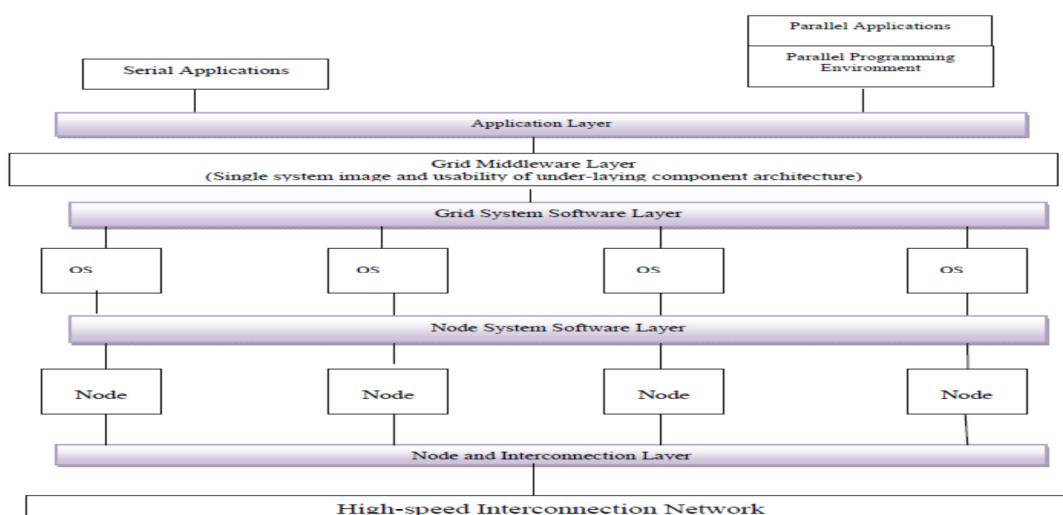 Parallel Applications
Serial Applications
Parallel Programming
Environment
Application Layer
Grid Middleware Layer
(Single system image and usability of under-laying component architecture)
Grid System Software Layer
OS OS OS OS
Node System Software Layer
Node Node Node Node
Node and Interconnection Layer
High-speed Interconnection Network